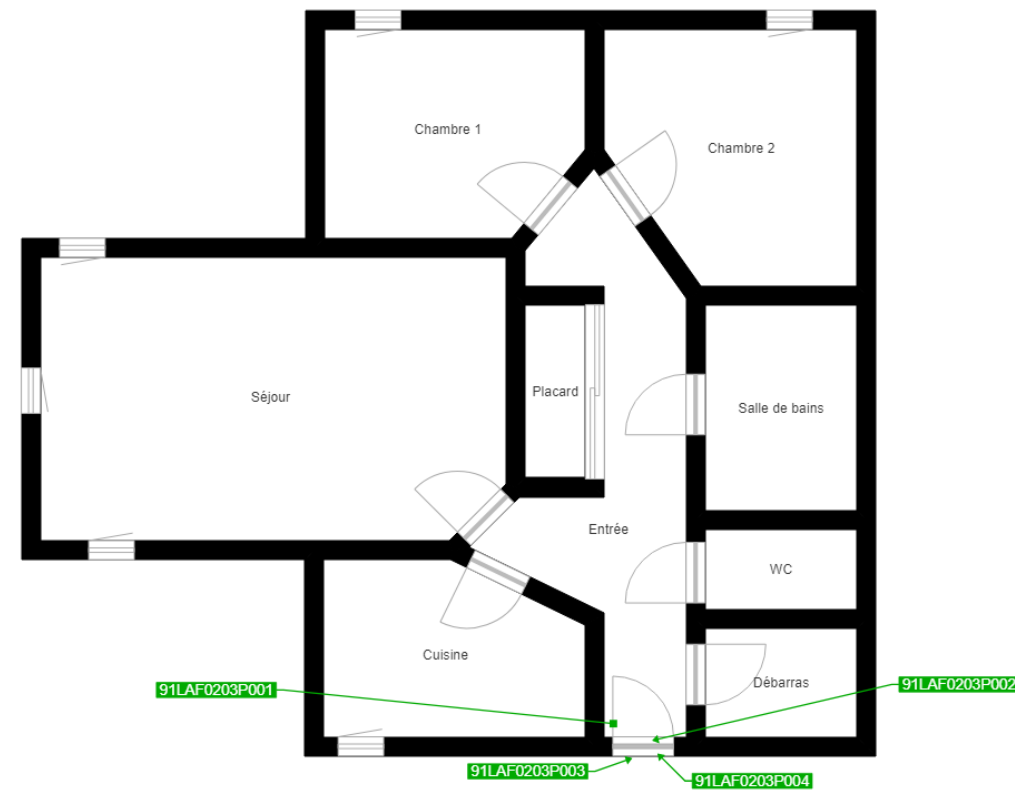 Chambre 1
Chambre 2
Placard
Séjour
Salle de bains
Entrée
WC
Cuisine
Débarras
91LAF0203P001
91LAF0203P002
91LAF0203P003
91LAF0203P004